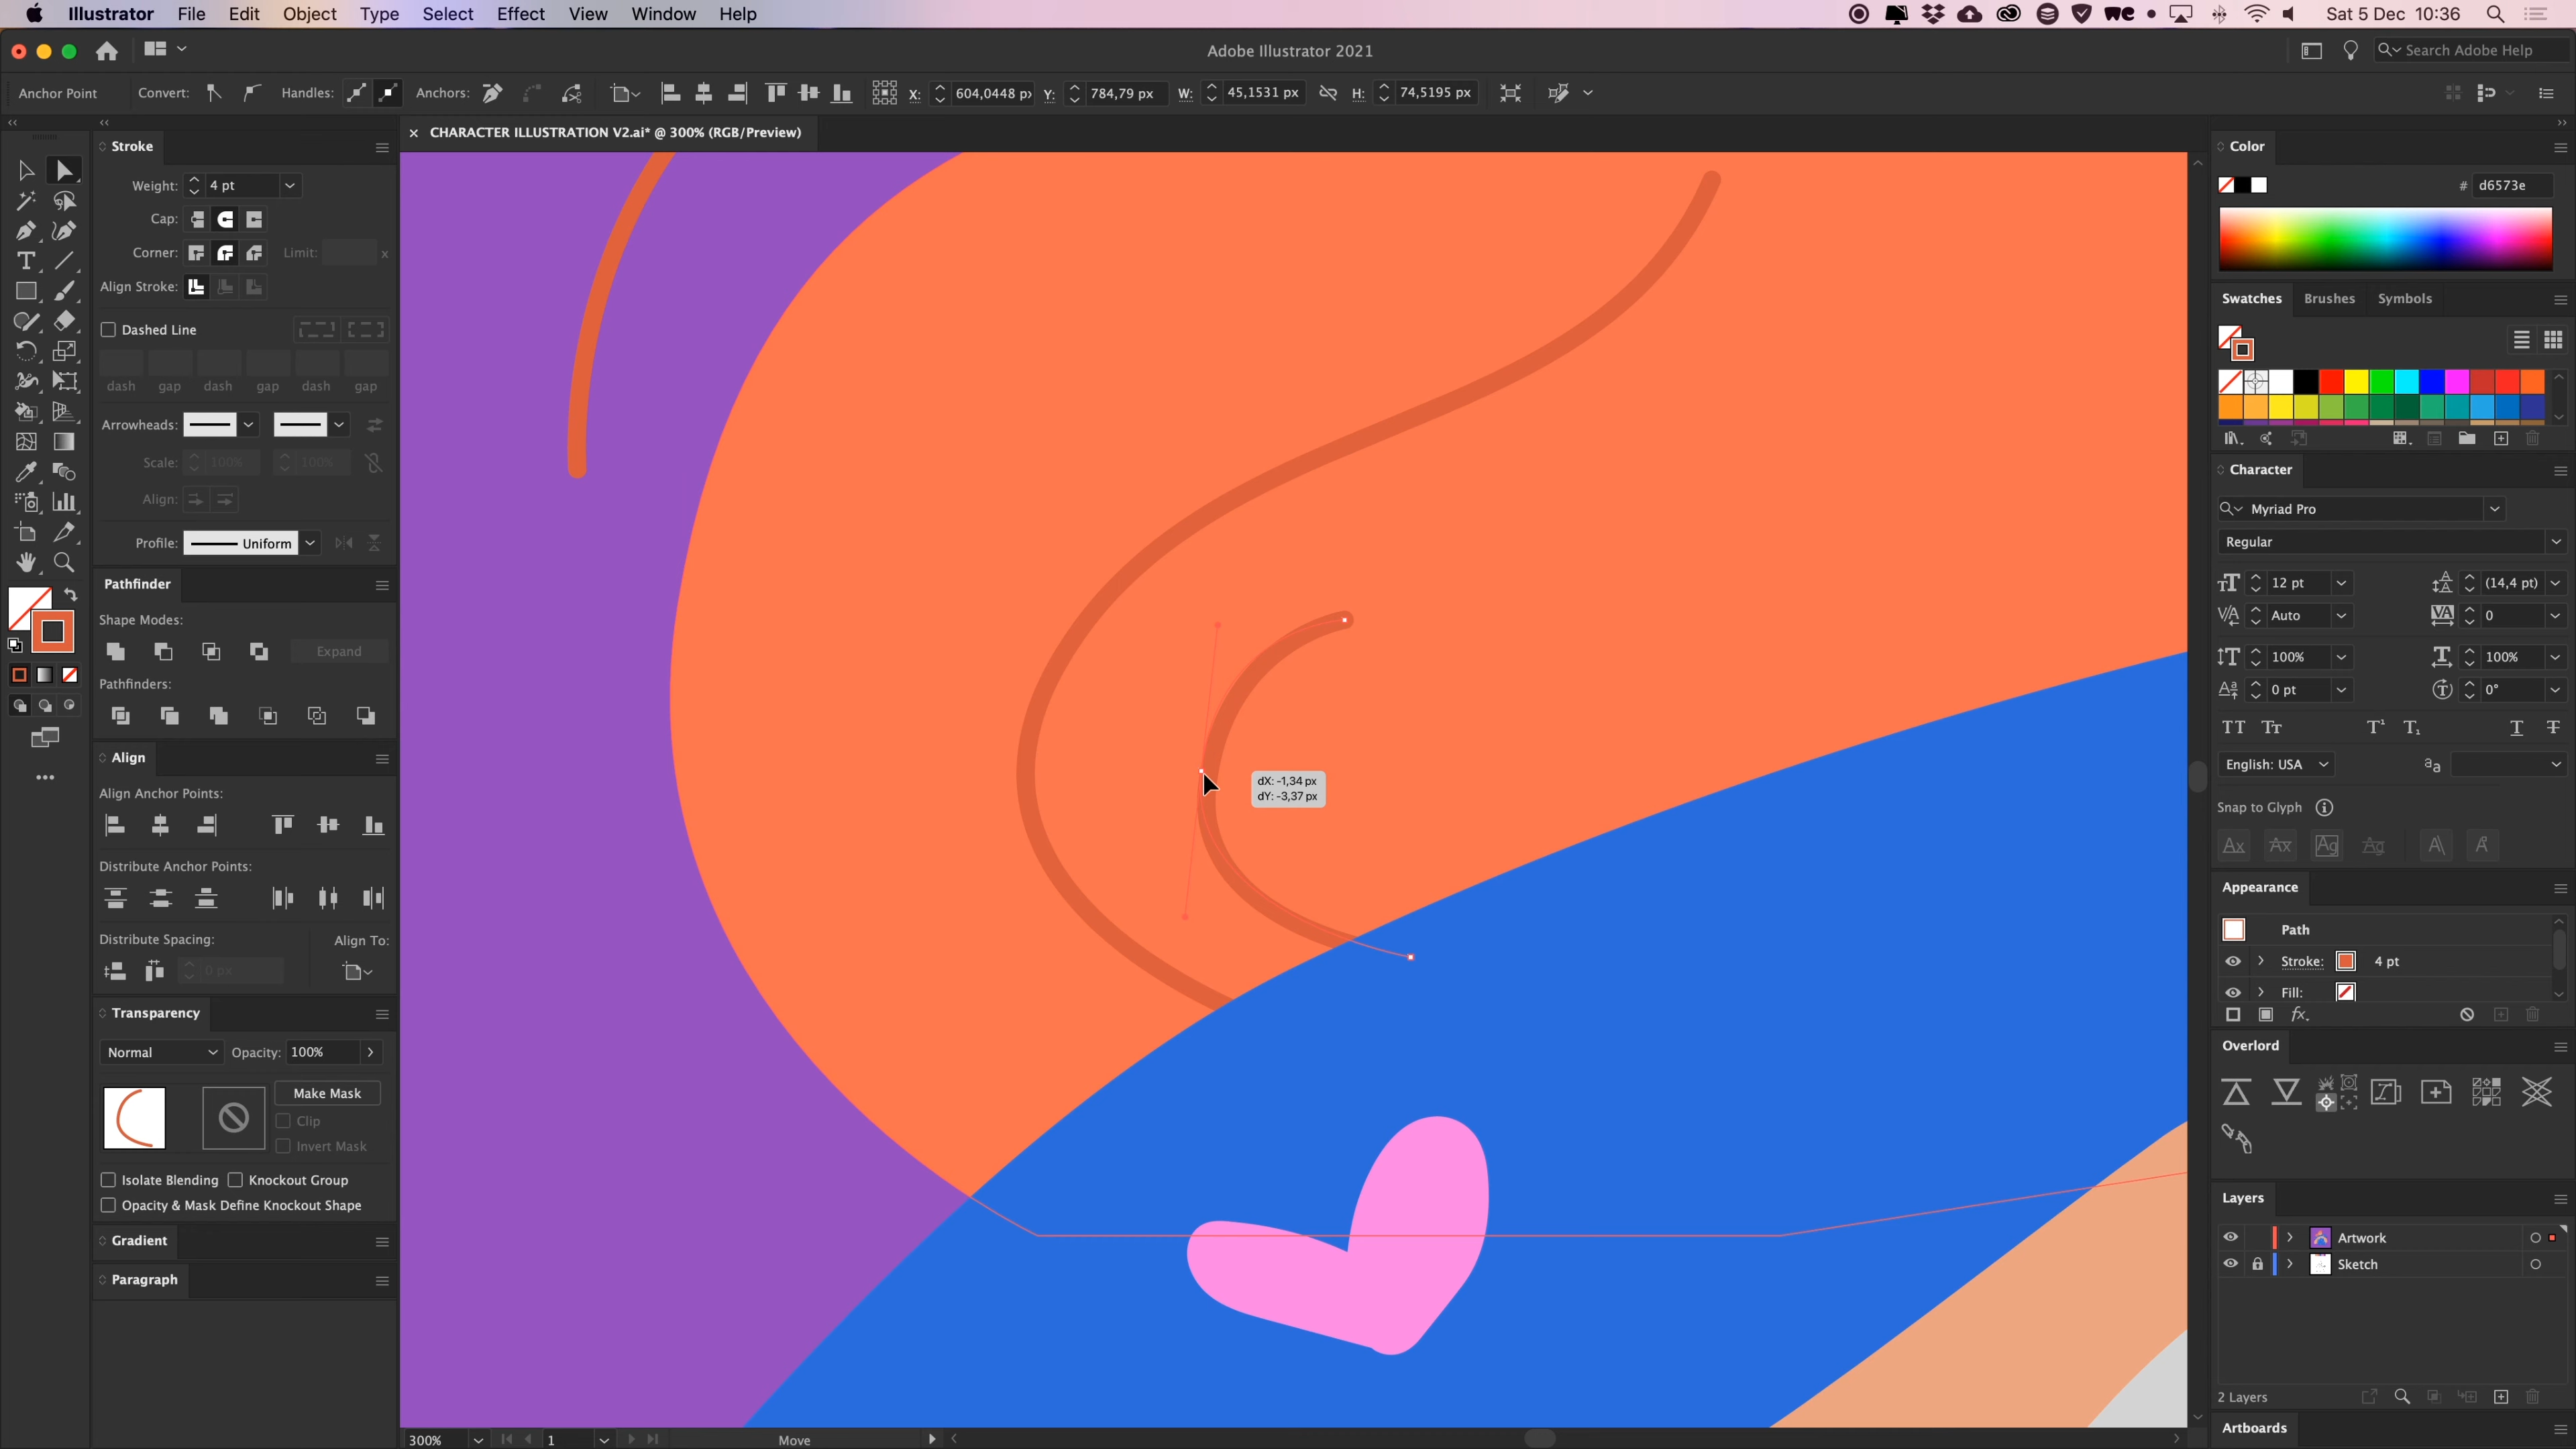 Illustrator File Edit Object Type Select Effect View Window Help Sat 5 Dec 10:36
Adobe Illustrator 2021 Search Adobe Help
Anchor Point Convert: Handles: Anchors: X: 604,0448 px Y: 784,79 px W: 45,1531 px H: 74,5195 px
× CHARACTER ILLUSTRATION V2.ai* @ 300% (RGB/Preview)
Stroke
Weight: 4 pt
Cap:
Corner: Limit: x
Align Stroke:
Dashed Line
dash gap dash gap dash gap
Arrowheads:
Scale: 100% 100%
Align:
Profile: Uniform
Pathfinder
Shape Modes:
Expand
Pathfinders:
Align
Align Anchor Points:
Distribute Anchor Points:
Distribute Spacing: Align To:
0 px
Transparency
Normal Opacity: 100%
Make Mask
Clip
Invert Mask
Isolate Blending Knockout Group
Opacity & Mask Define Knockout Shape
Gradient
Paragraph
dX: -1,34 px
dY: -3,37 px
300% 1 Move
Color
# d6573e
Swatches Brushes Symbols
Character
Myriad Pro
Regular
12 pt (14,4 pt)
Auto 0
100% 100%
0 pt 0°
English: USA
Snap to Glyph
Appearance
Path
Stroke: 4 pt
Fill:
fx
Overlord
Layers
Artwork
Sketch
2 Layers
Artboards